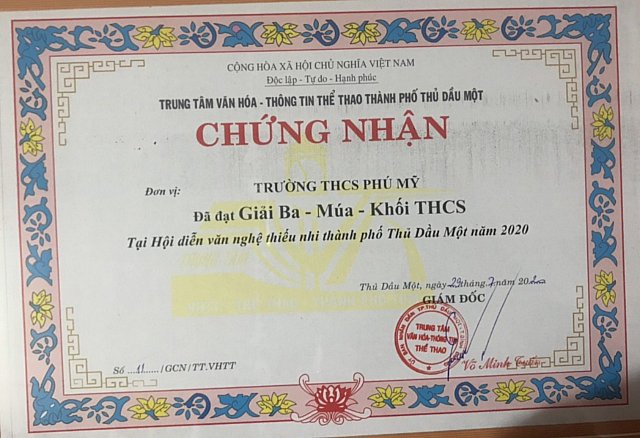 CỘNG HÒA XÃ HỘI CHỦ NGHĨA VIỆT NAM
Độc lập - Tự do - Hạnh phúc
TRUNG TÂM VĂN HÓA - THÔNG TIN THỂ THAO THÀNH PHỐ THỦ DẦU MỘT
CHỨNG NHẬN
Đơn vị: TRƯỜNG THCS PHÚ MỸ
Đã đạt Giải Ba - Múa - Khối THCS
Tại Hội diễn văn nghệ thiếu nhi thành phố Thủ Dầu Một năm 2020
Thủ Dầu Một, ngày 29 tháng 7 năm 2020
GIÁM ĐỐC
TRUNG TÂM
VĂN HÓA-THÔNG TIN
THỂ THAO
Số ...11...../GCN/TT.VHTT
Võ Minh